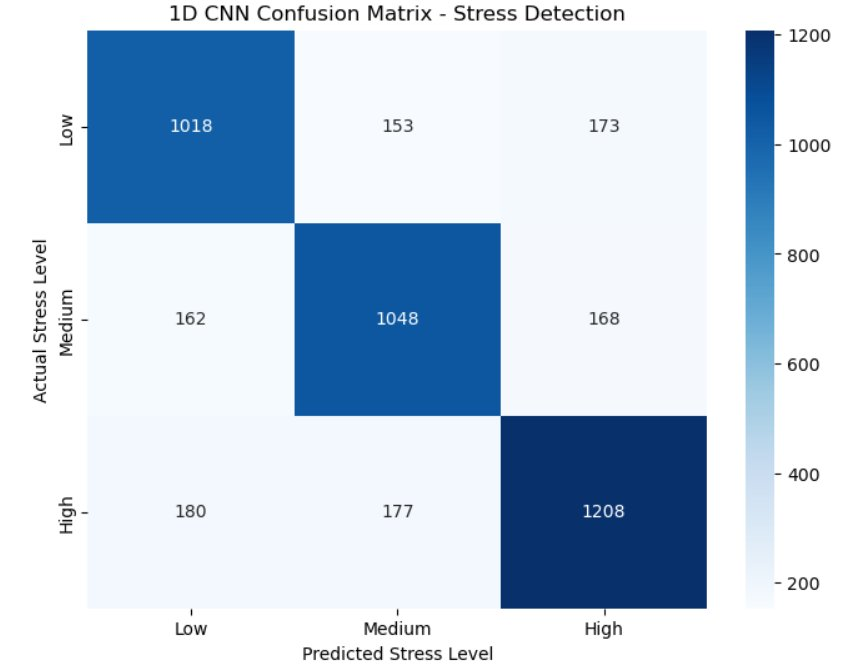 1D CNN Confusion Matrix - Stress Detection
Actual Stress Level
Low
1018 153 173
Medium
162 1048 168
High
180 177 1208
Low Medium High
Predicted Stress Level
1200
1000
800
600
400
200